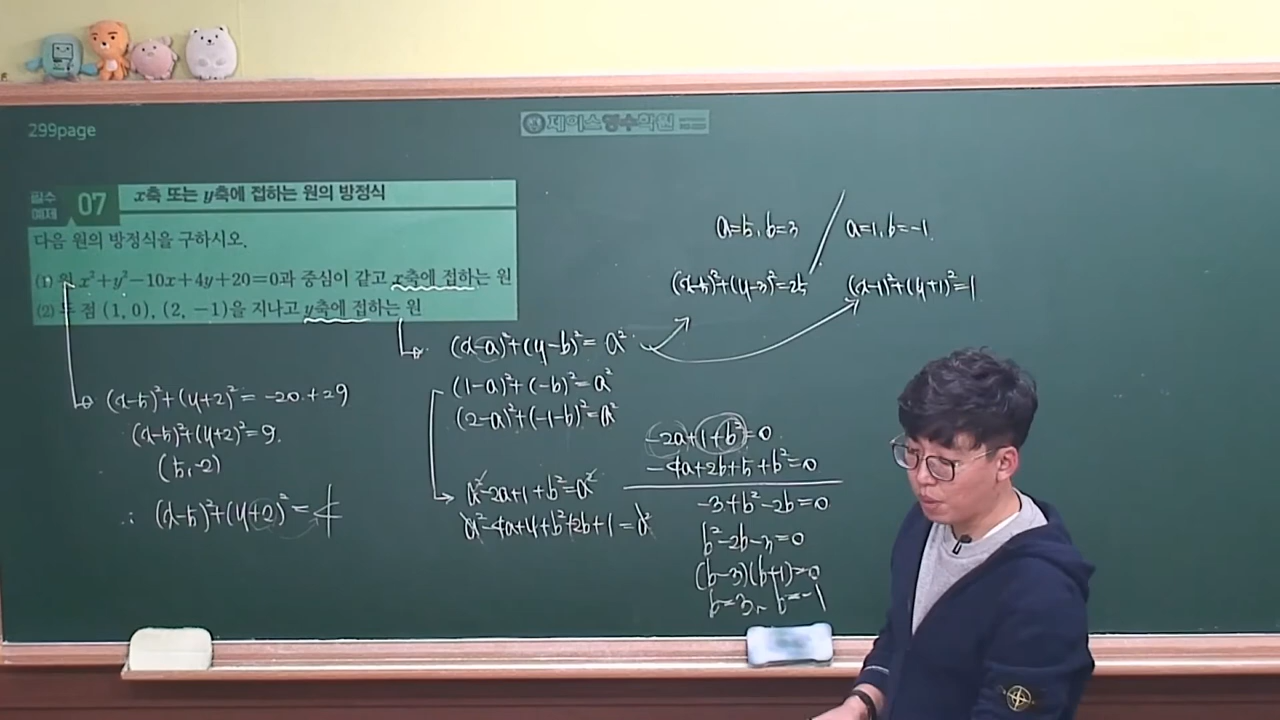 299page
제이스영수학원
필수 예제 07 x축 또는 y축에 접하는 원의 방정식
다음 원의 방정식을 구하시오.
(1) 원 x²+y²−10x+4y+20=0과 중심이 같고 x축에 접하는 원
(2) 두 점 (1, 0), (2, −1)을 지나고 y축에 접하는 원
(x−5)²+(y+2)²= −20+29
(x−5)²+(y+2)²=9.
(5,−2)
∴ (x−5)²+(y+2)²=4
(x−a)²+(y−b)²= a²
(1−a)²+(−b)²=a²
(2−a)²+(−1−b)²=a²
a²−2a+1+b²=a²
a²−4a+4+b²+2b+1=a²
−2a+1+b²=0
−4a+2b+5+b²=0
−3+b²−2b=0
b²−2b−3=0
(b−3)(b+1)=0
b=3, b=−1
a=5, b=3 / a=1, b=−1.
(x−5)²+(y−3)²=25 (x−1)²+(y+1)²=1